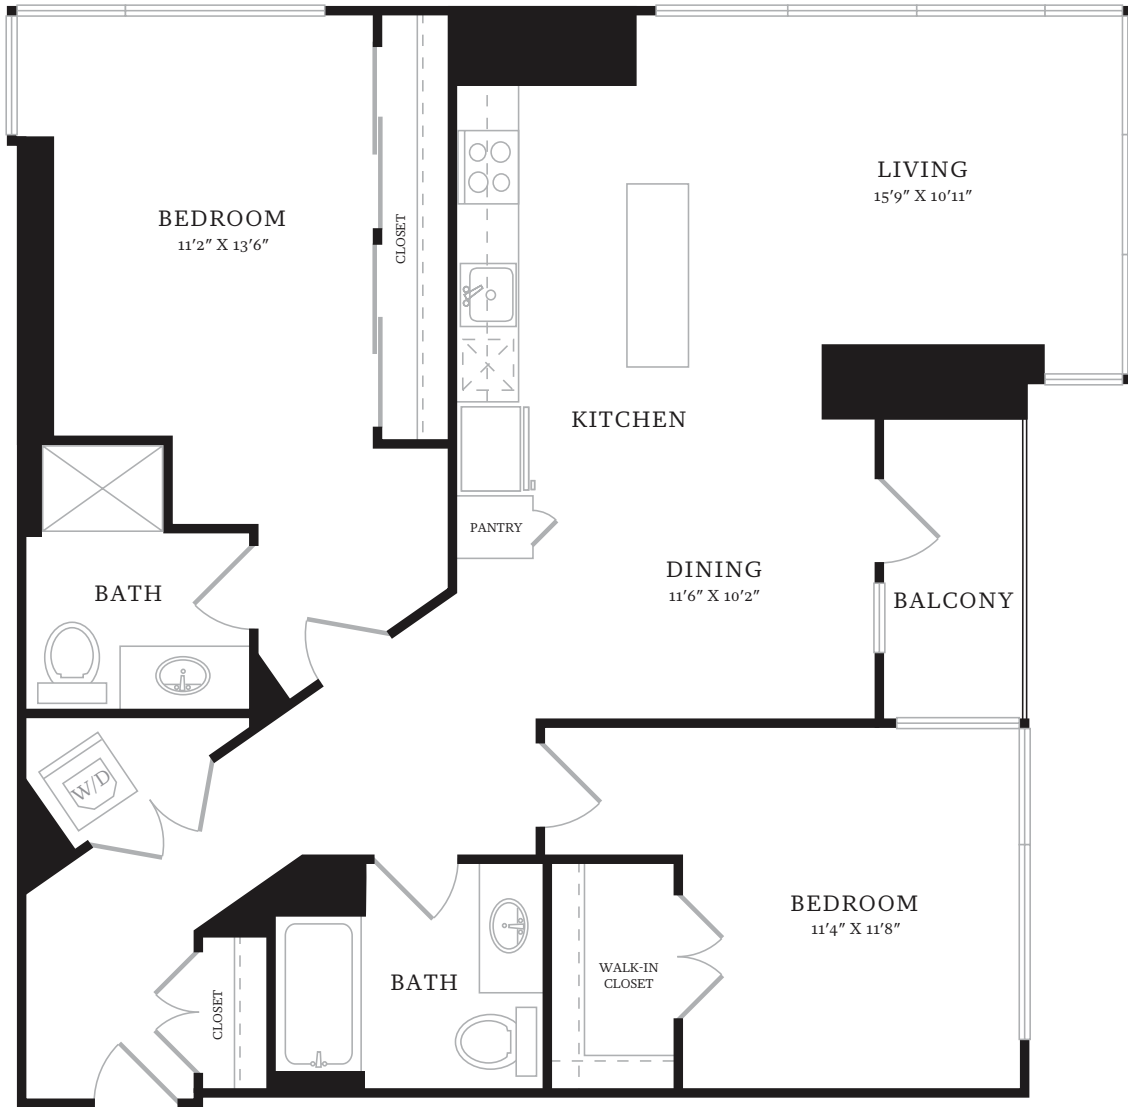 LIVING
15′9″ X 10′11″
BEDROOM
11′2″ X 13′6″
CLOSET
KITCHEN
PANTRY
DINING
11′6″ X 10′2″
BATH
BALCONY
W/D
BEDROOM
11′4″ X 11′8″
WALK-IN
CLOSET
BATH
CLOSET